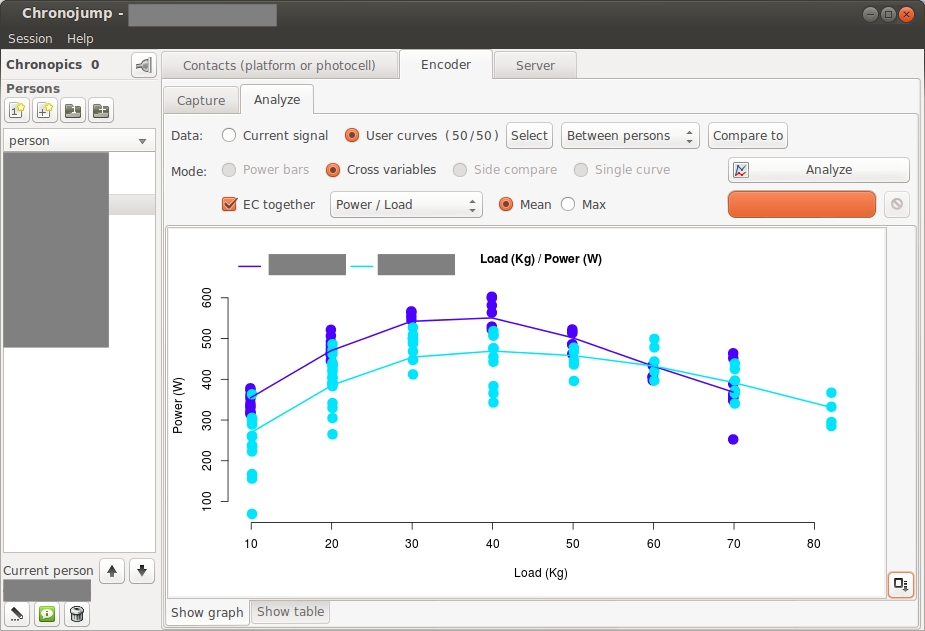 Chronojump -
Session Help
Chronopics 0
Contacts (platform or photocell) Encoder Server
Persons
person
Capture Analyze
Data: Current signal User curves (50/50) Select Between persons Compare to
Mode: Power bars Cross variables Side compare Single curve Analyze
EC together Power / Load Mean Max
Load (Kg) / Power (W)
Power (W)
600
500
400
300
200
100
10 20 30 40 50 60 70 80
Load (Kg)
Current person
Show graph Show table